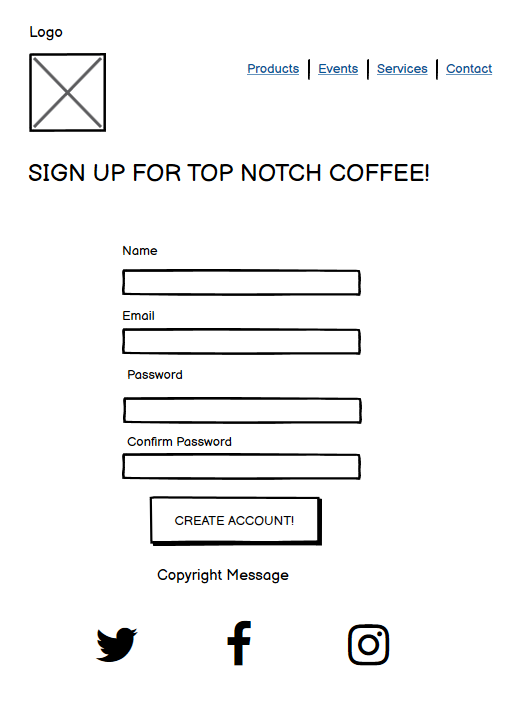 Logo
Products | Events | Services | Contact
SIGN UP FOR TOP NOTCH COFFEE!
Name
Email
Password
Confirm Password
CREATE ACCOUNT!
Copyright Message